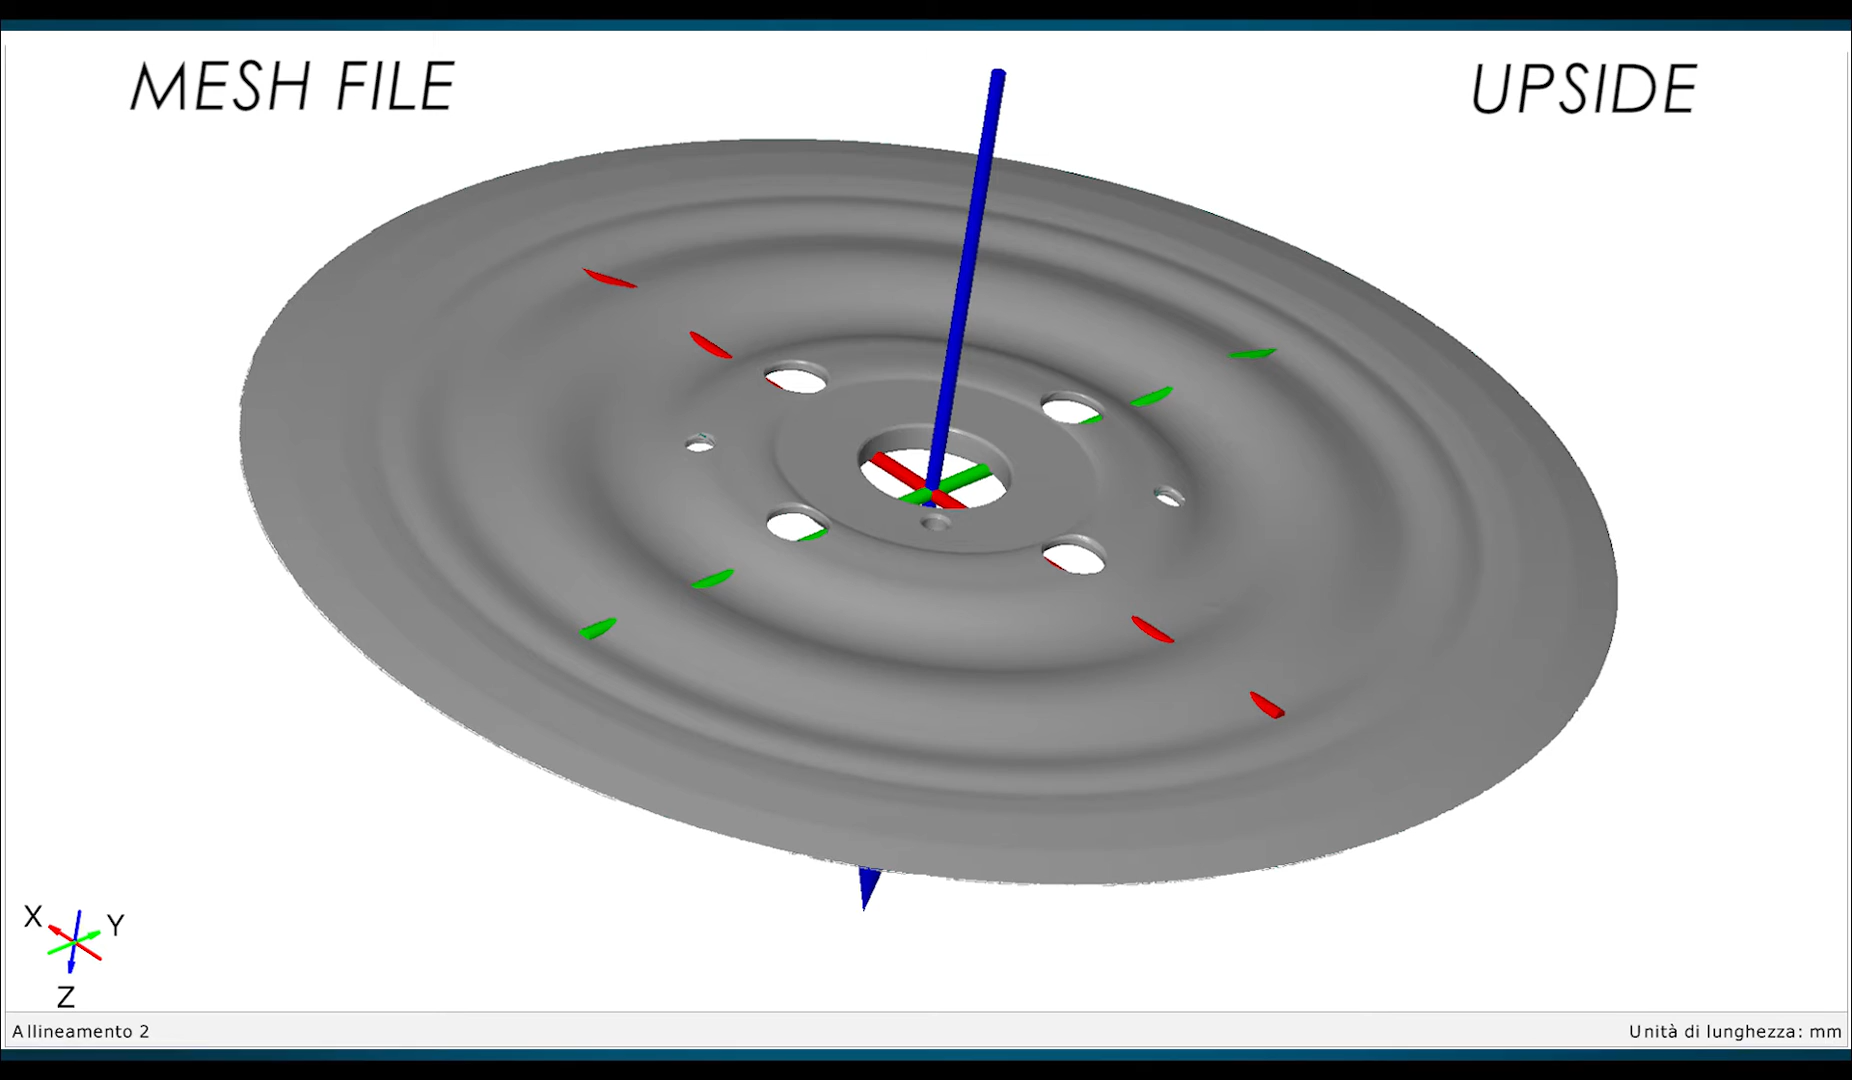 MESH FILE
UPSIDE
X
Y
Z
Allineamento 2
Unità di lunghezza: mm